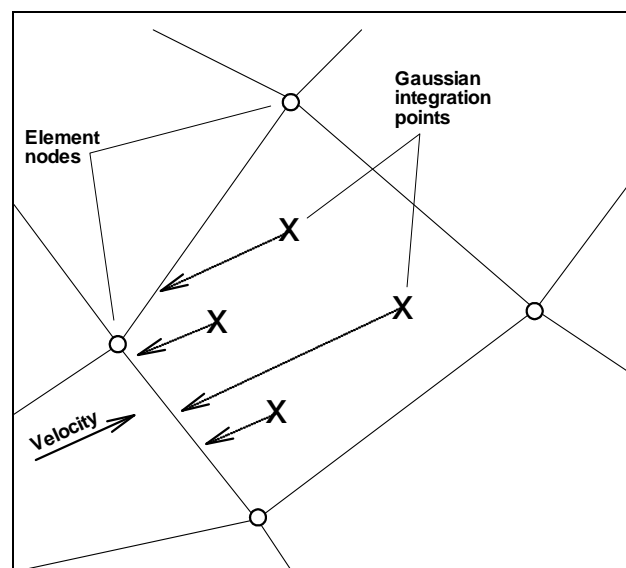 Gaussian
integration
points
Element
nodes
X
X
X
X
Velocity